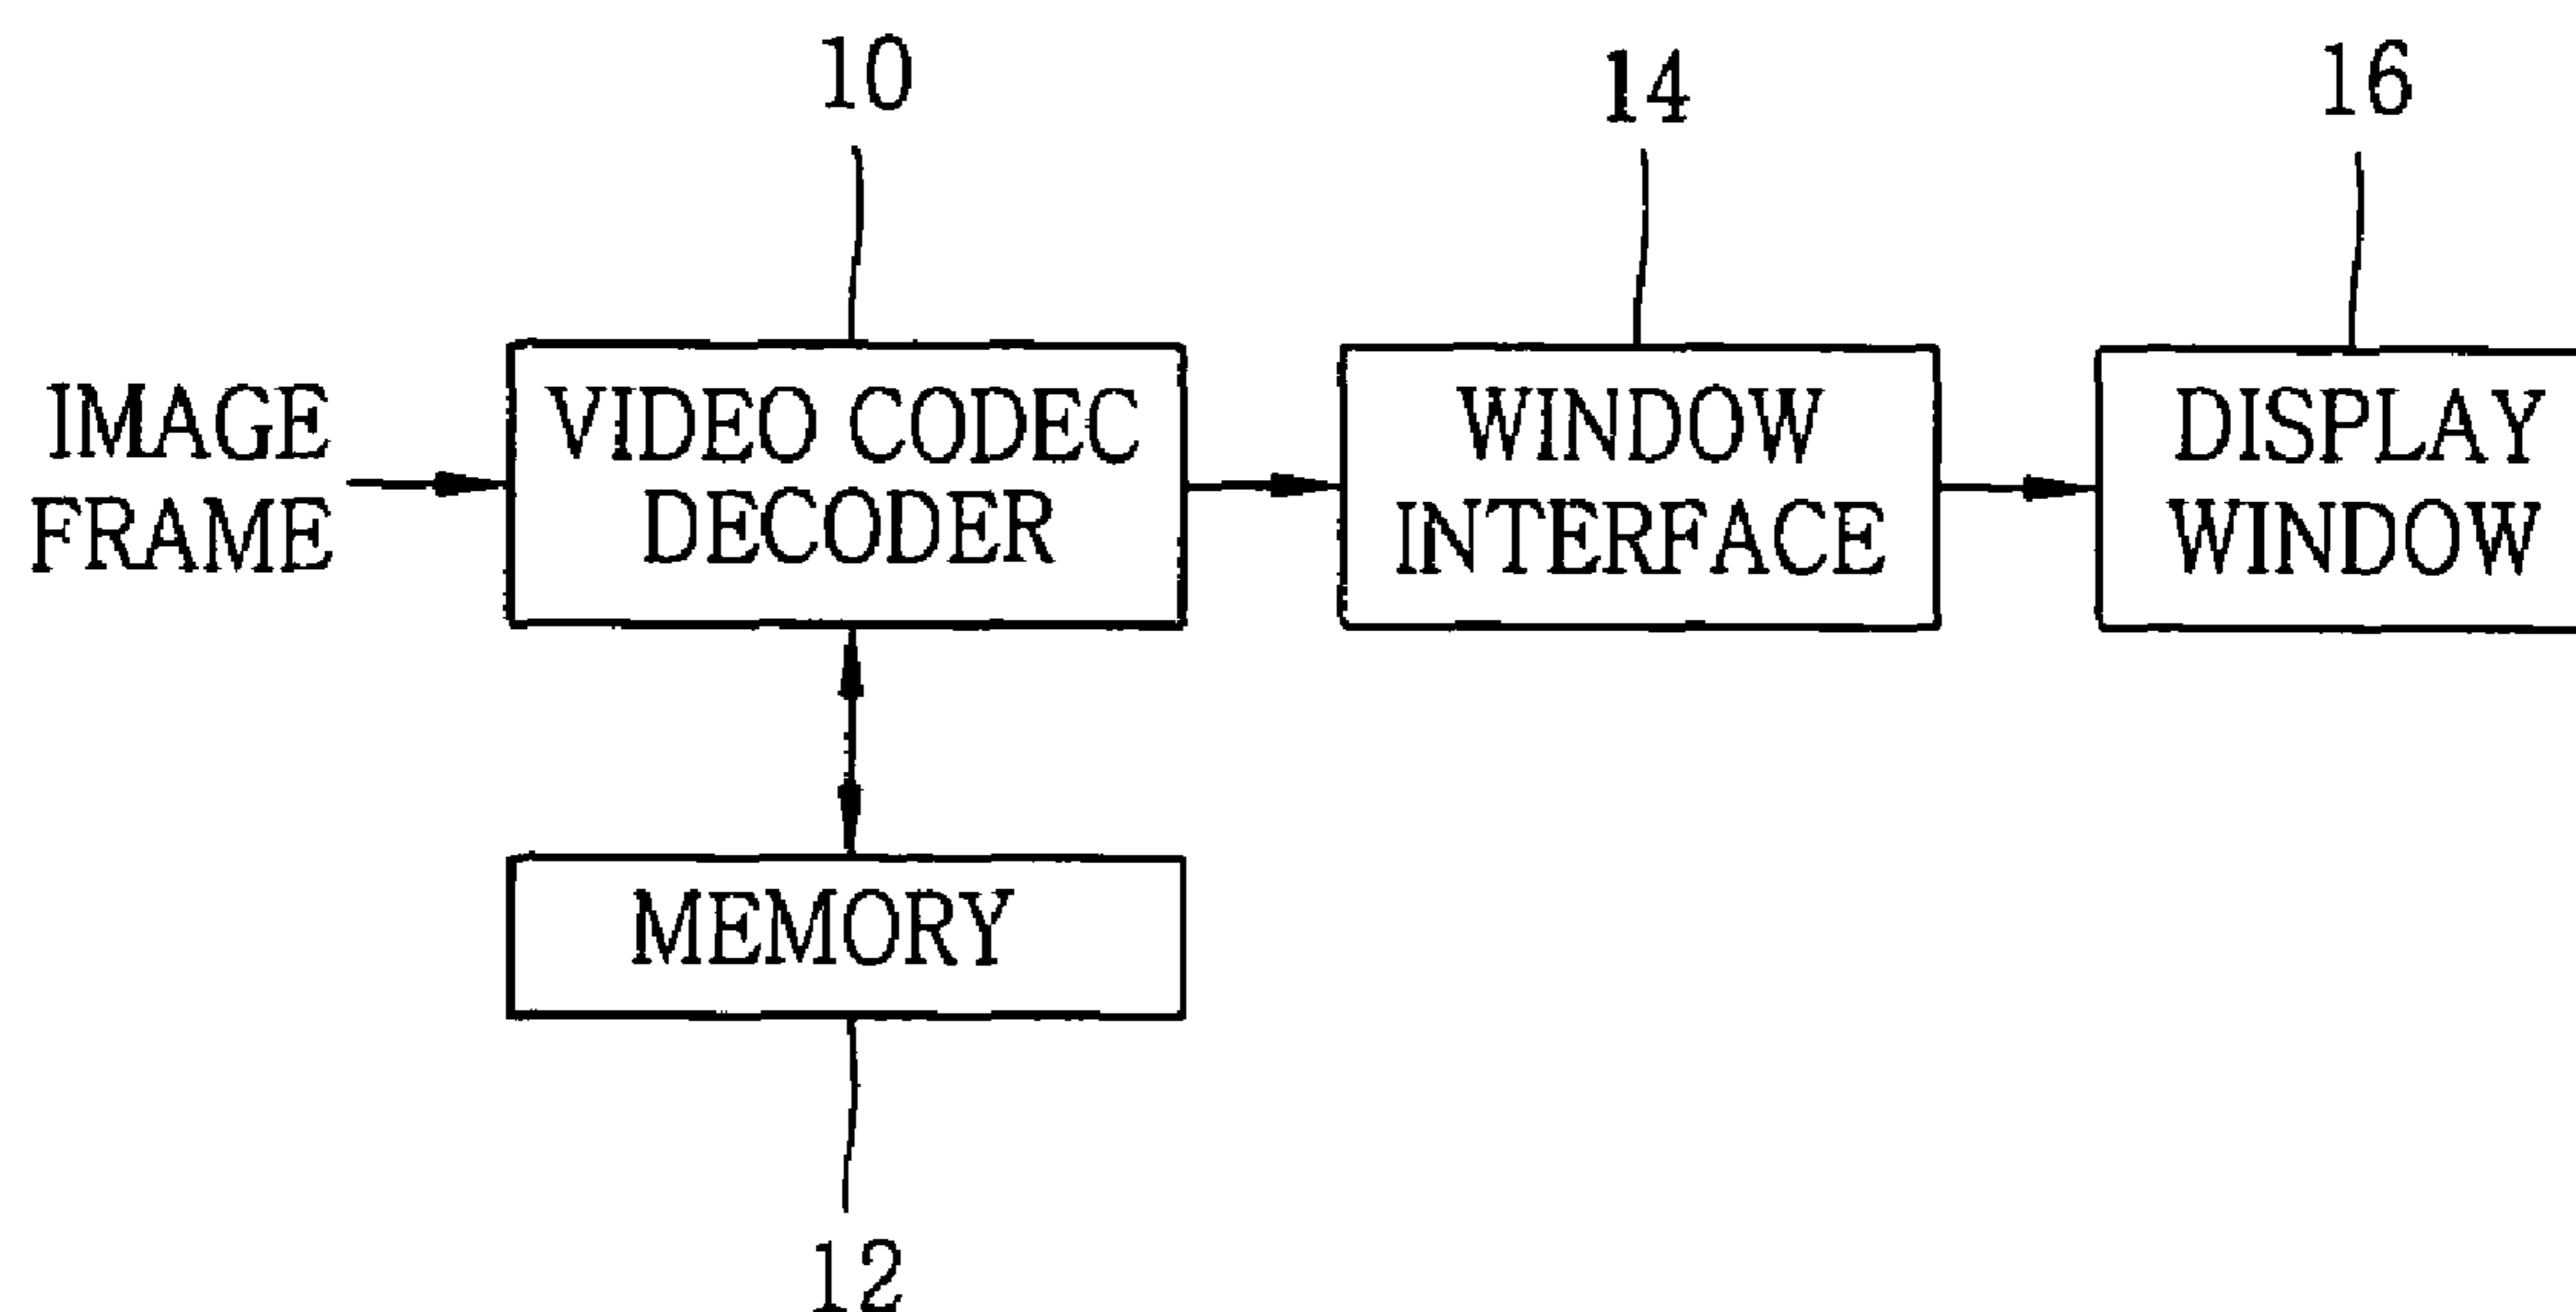 10
14
16
IMAGE
FRAME
VIDEO CODEC
DECODER
WINDOW
INTERFACE
DISPLAY
WINDOW
MEMORY
12